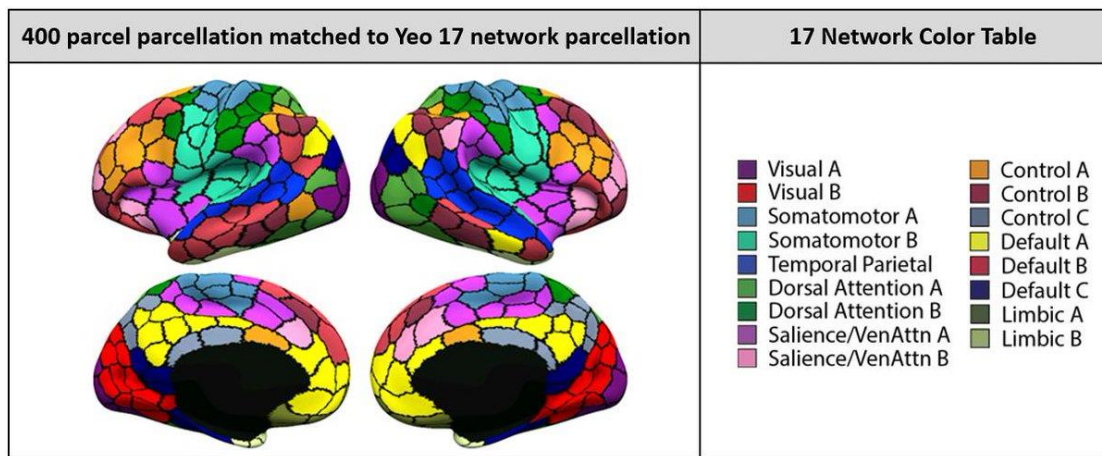 400 parcel parcellation matched to Yeo 17 network parcellation
17 Network Color Table
Visual A
Visual B
Somatomotor A
Somatomotor B
Temporal Parietal
Dorsal Attention A
Dorsal Attention B
Salience/VenAttn A
Salience/VenAttn B
Control A
Control B
Control C
Default A
Default B
Default C
Limbic A
Limbic B